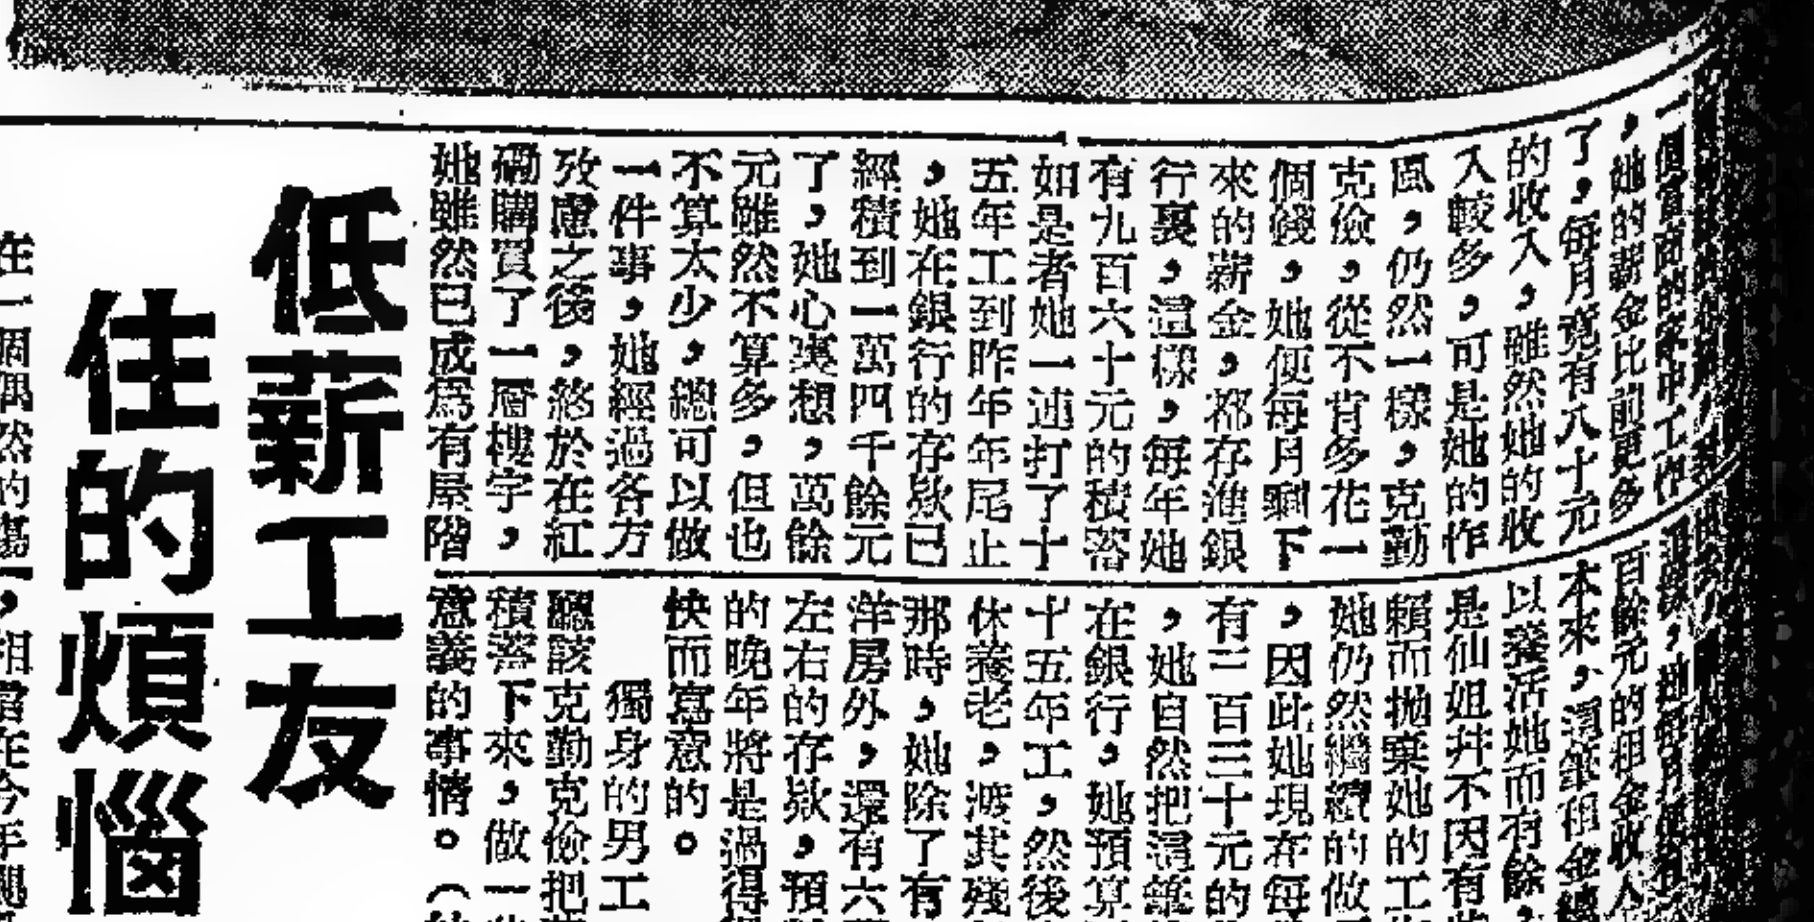 ，她的薪金比前更多
了，每月竟有八十元
的收入，雖然她的收
入較多，可是她的作
風，仍然一樣，克勤
克儉，從不肯多花一
個錢，她便每月剩下
來的薪金，都存進銀
行裏，這樣，每年她
有九百六十元的積蓄
如是者她一連打了十
五年工到昨年年尾止
，她在銀行的存欵已
經積到一萬四千餘元
了，她心裏想，萬餘
元雖然不算多，但也
不算太少，總可以做
一件事，她經過各方
攷慮之後，終於在紅
磡購買了一層樓宇，
她雖然已成爲有屋階
本來，這筆租金
以養活她而有餘
是仙姐幷不因有
賴而拋棄她的工
她仍然繼續的做
，因此她現在每
有二百三十元的
，她自然把這筆
在銀行，她預算
十五年工，然後
休養老，渡其殘
那時，她除了有
洋房外，還有六
左右的存欵，預
的晚年將是過得
快而寫意的。
獨身的男工
應該克勤克儉把
積蓄下來，做一
意義的事情。（
低薪工友
住的煩惱
在一個偶然的塲